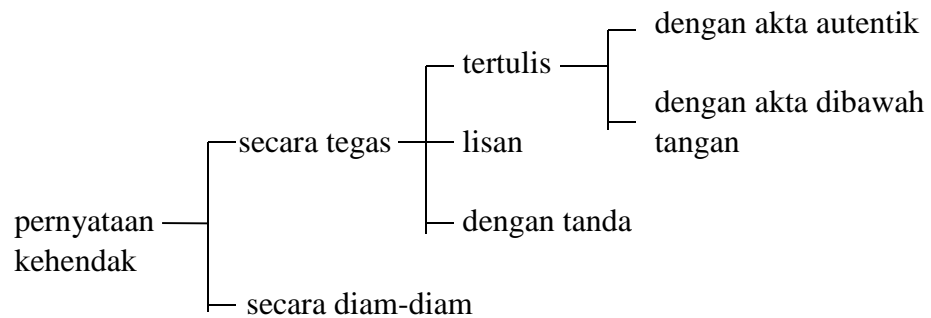 dengan akta autentik
tertulis
dengan akta dibawah
tangan
secara tegas
lisan
pernyataan
kehendak
dengan tanda
secara diam-diam